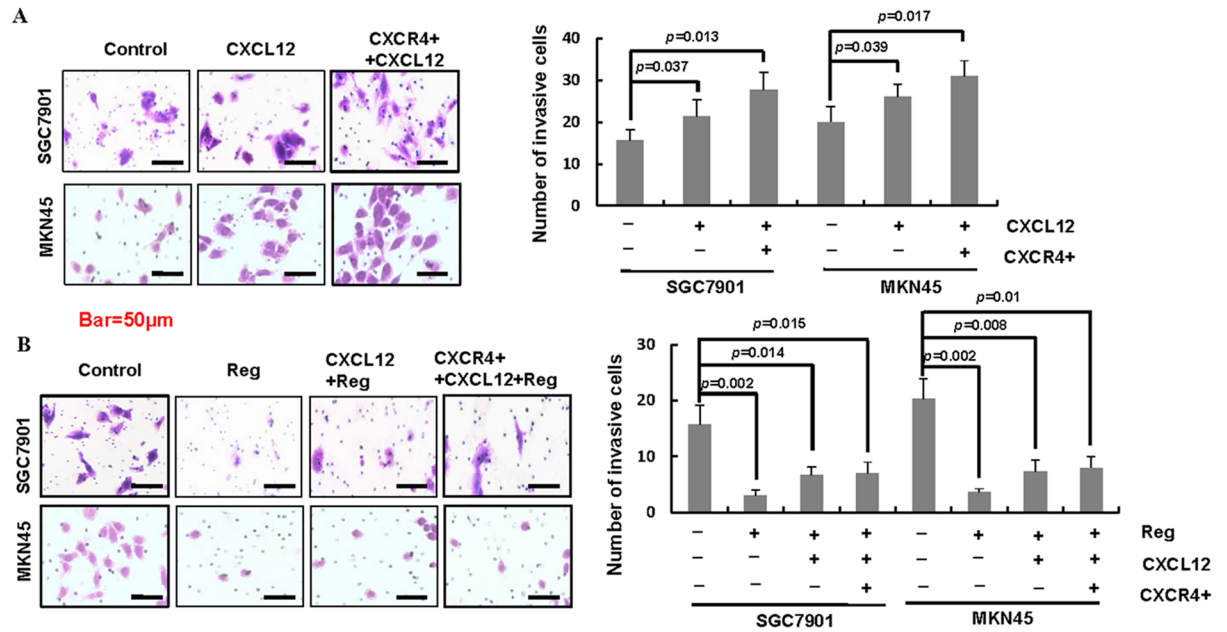 A
Control
CXCL12
CXCR4+
+CXCL12
SGC7901
MKN45
Bar=50μm
Number of invasive cells
40
30
20
10
0
p=0.037
p=0.013
p=0.039
p=0.017
− + + − + + CXCL12
− − + − − + CXCR4+
SGC7901 MKN45
B
Control
Reg
CXCL12
+Reg
CXCR4+
+CXCL12+Reg
SGC7901
MKN45
Number of invasive cells
30
20
10
0
p=0.002
p=0.014
p=0.015
p=0.002
p=0.008
p=0.01
− + + + − + + + Reg
− − + + − − + + CXCL12
− − − + − − − + CXCR4+
SGC7901 MKN45